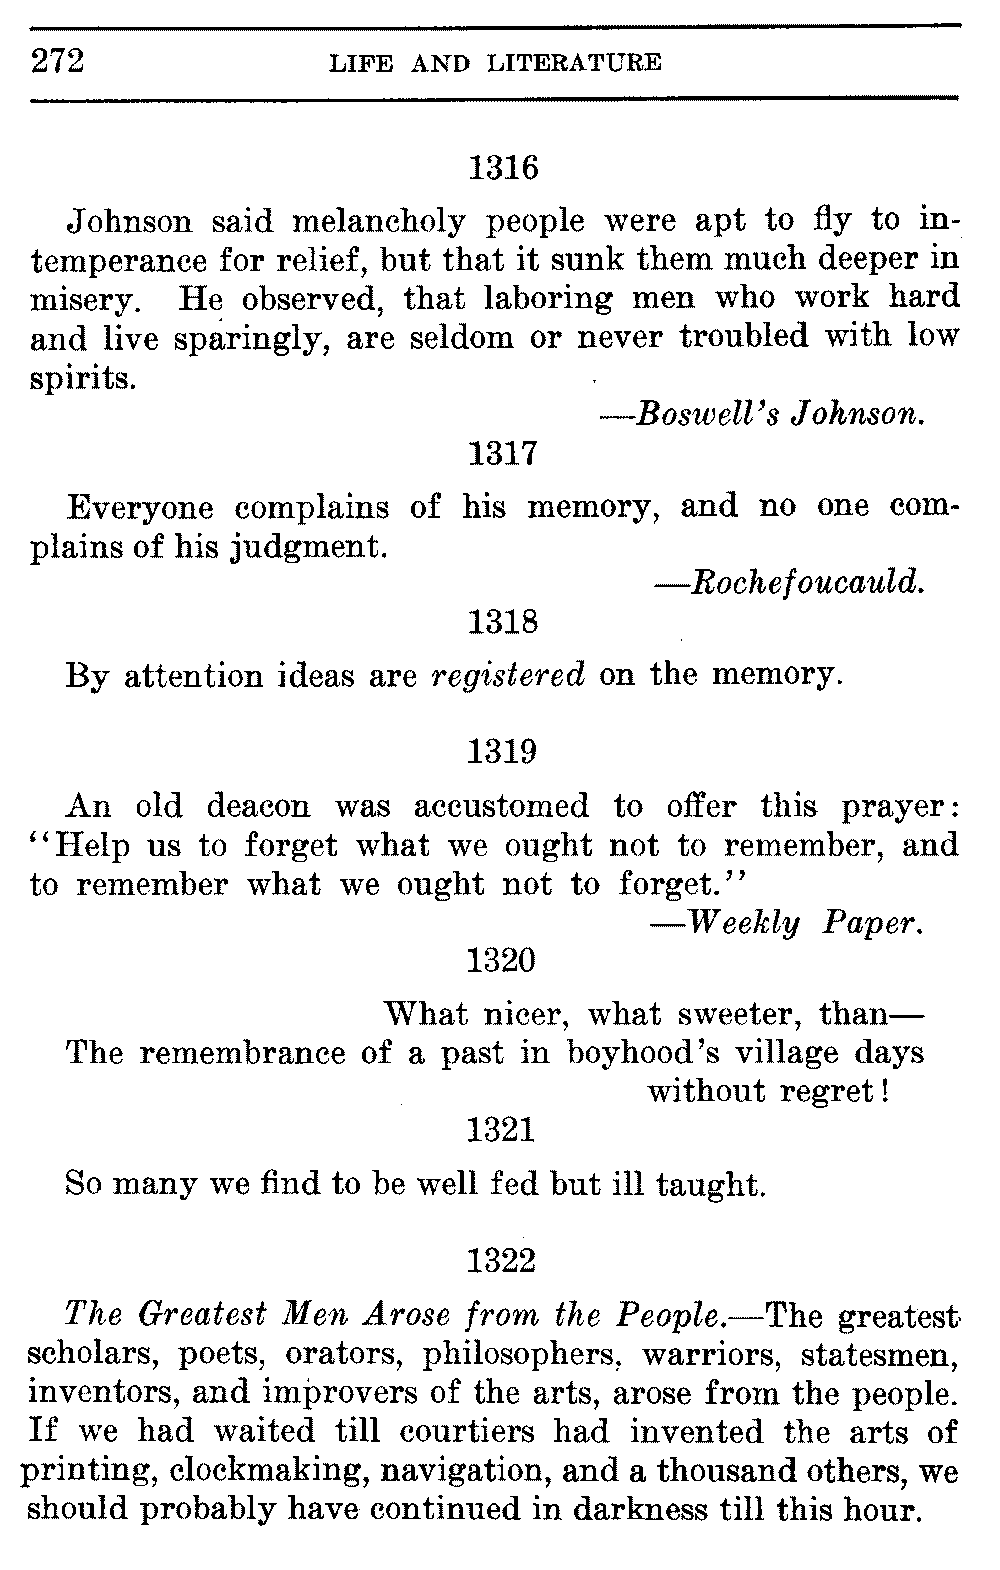 272 LIFE AND LITERATURE
1316
Johnson said melancholy people were apt to fly to in-
temperance for relief, but that it sunk them much deeper in
misery. He observed, that laboring men who work hard
and live sparingly, are seldom or never troubled with low
spirits.
—Boswell's Johnson.
1317
Everyone complains of his memory, and no one com-
plains of his judgment.
—Rochefoucauld.
1318
By attention ideas are registered on the memory.
1319
An old deacon was accustomed to offer this prayer:
"Help us to forget what we ought not to remember, and
to remember what we ought not to forget."
—Weekly Paper.
1320
What nicer, what sweeter, than—
The remembrance of a past in boyhood's village days
without regret!
1321
So many we find to be well fed but ill taught.
1322
The Greatest Men Arose from the People.—The greatest
scholars, poets, orators, philosophers, warriors, statesmen,
inventors, and improvers of the arts, arose from the people.
If we had waited till courtiers had invented the arts of
printing, clockmaking, navigation, and a thousand others, we
should probably have continued in darkness till this hour.